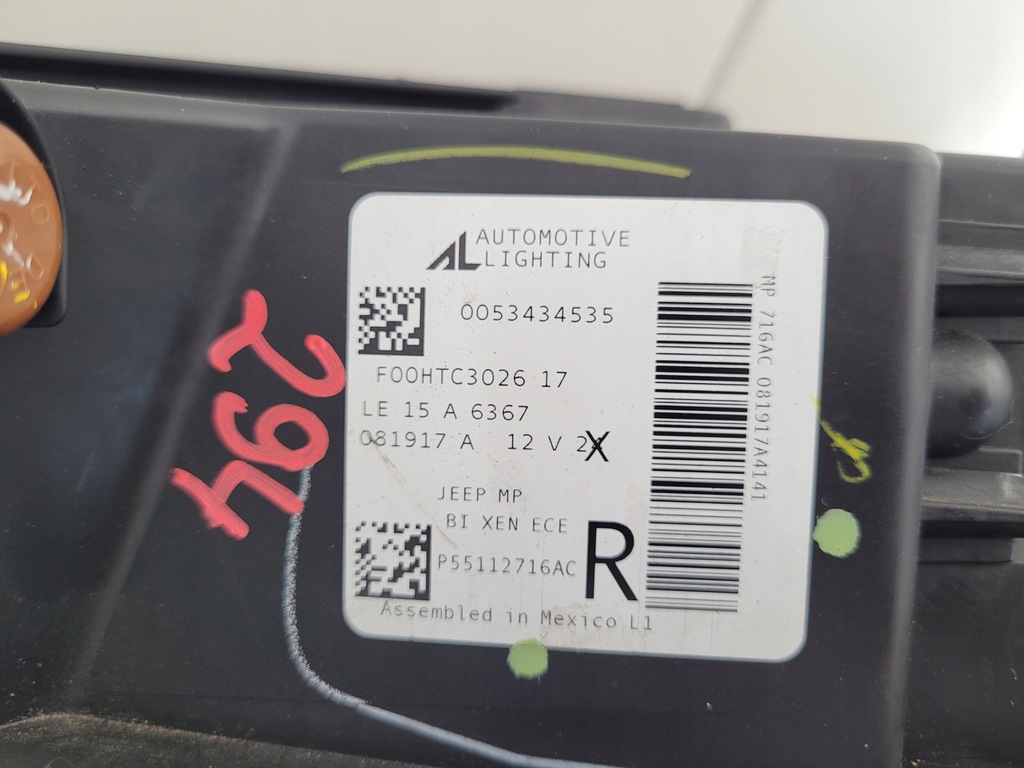 AL AUTOMOTIVE
LIGHTING
0053434535
F00HTC3026 17
LE 15 A 6367
081917 A 12 V
JEEP MP
BI XEN ECE
P55112716AC
R
Assembled in Mexico L1
MP 716AC 081917A4141
294